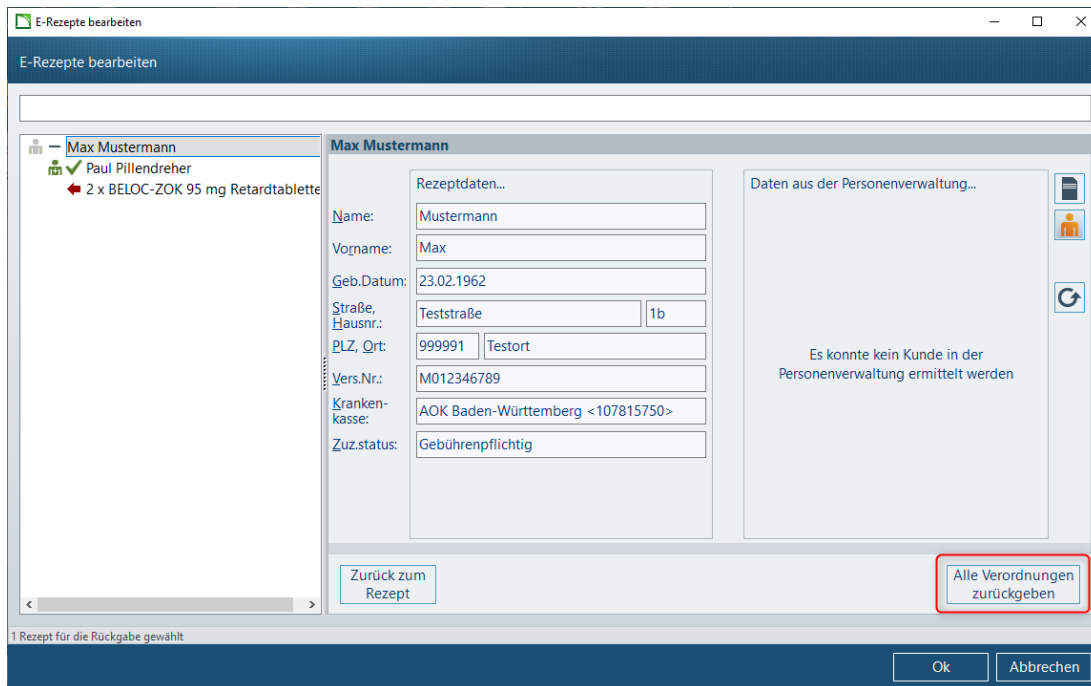 E-Rezepte bearbeiten
E-Rezepte bearbeiten
Max Mustermann
Paul Pillendreher
2 x BELOC-ZOK 95 mg Retardtablette
Max Mustermann
Rezeptdaten...
Name:
Mustermann
Vorname:
Max
Geb.Datum:
23.02.1962
Straße,
Hausnr.:
Teststraße
1b
PLZ, Ort:
999991
Testort
Vers.Nr.:
M012346789
Kranken-
kasse:
AOK Baden-Württemberg <107815750>
Zuz.status:
Gebührenpflichtig
Daten aus der Personenverwaltung...
Es konnte kein Kunde in der
Personenverwaltung ermittelt werden
Zurück zum
Rezept
Alle Verordnungen
zurückgeben
1 Rezept für die Rückgabe gewählt
Ok
Abbrechen